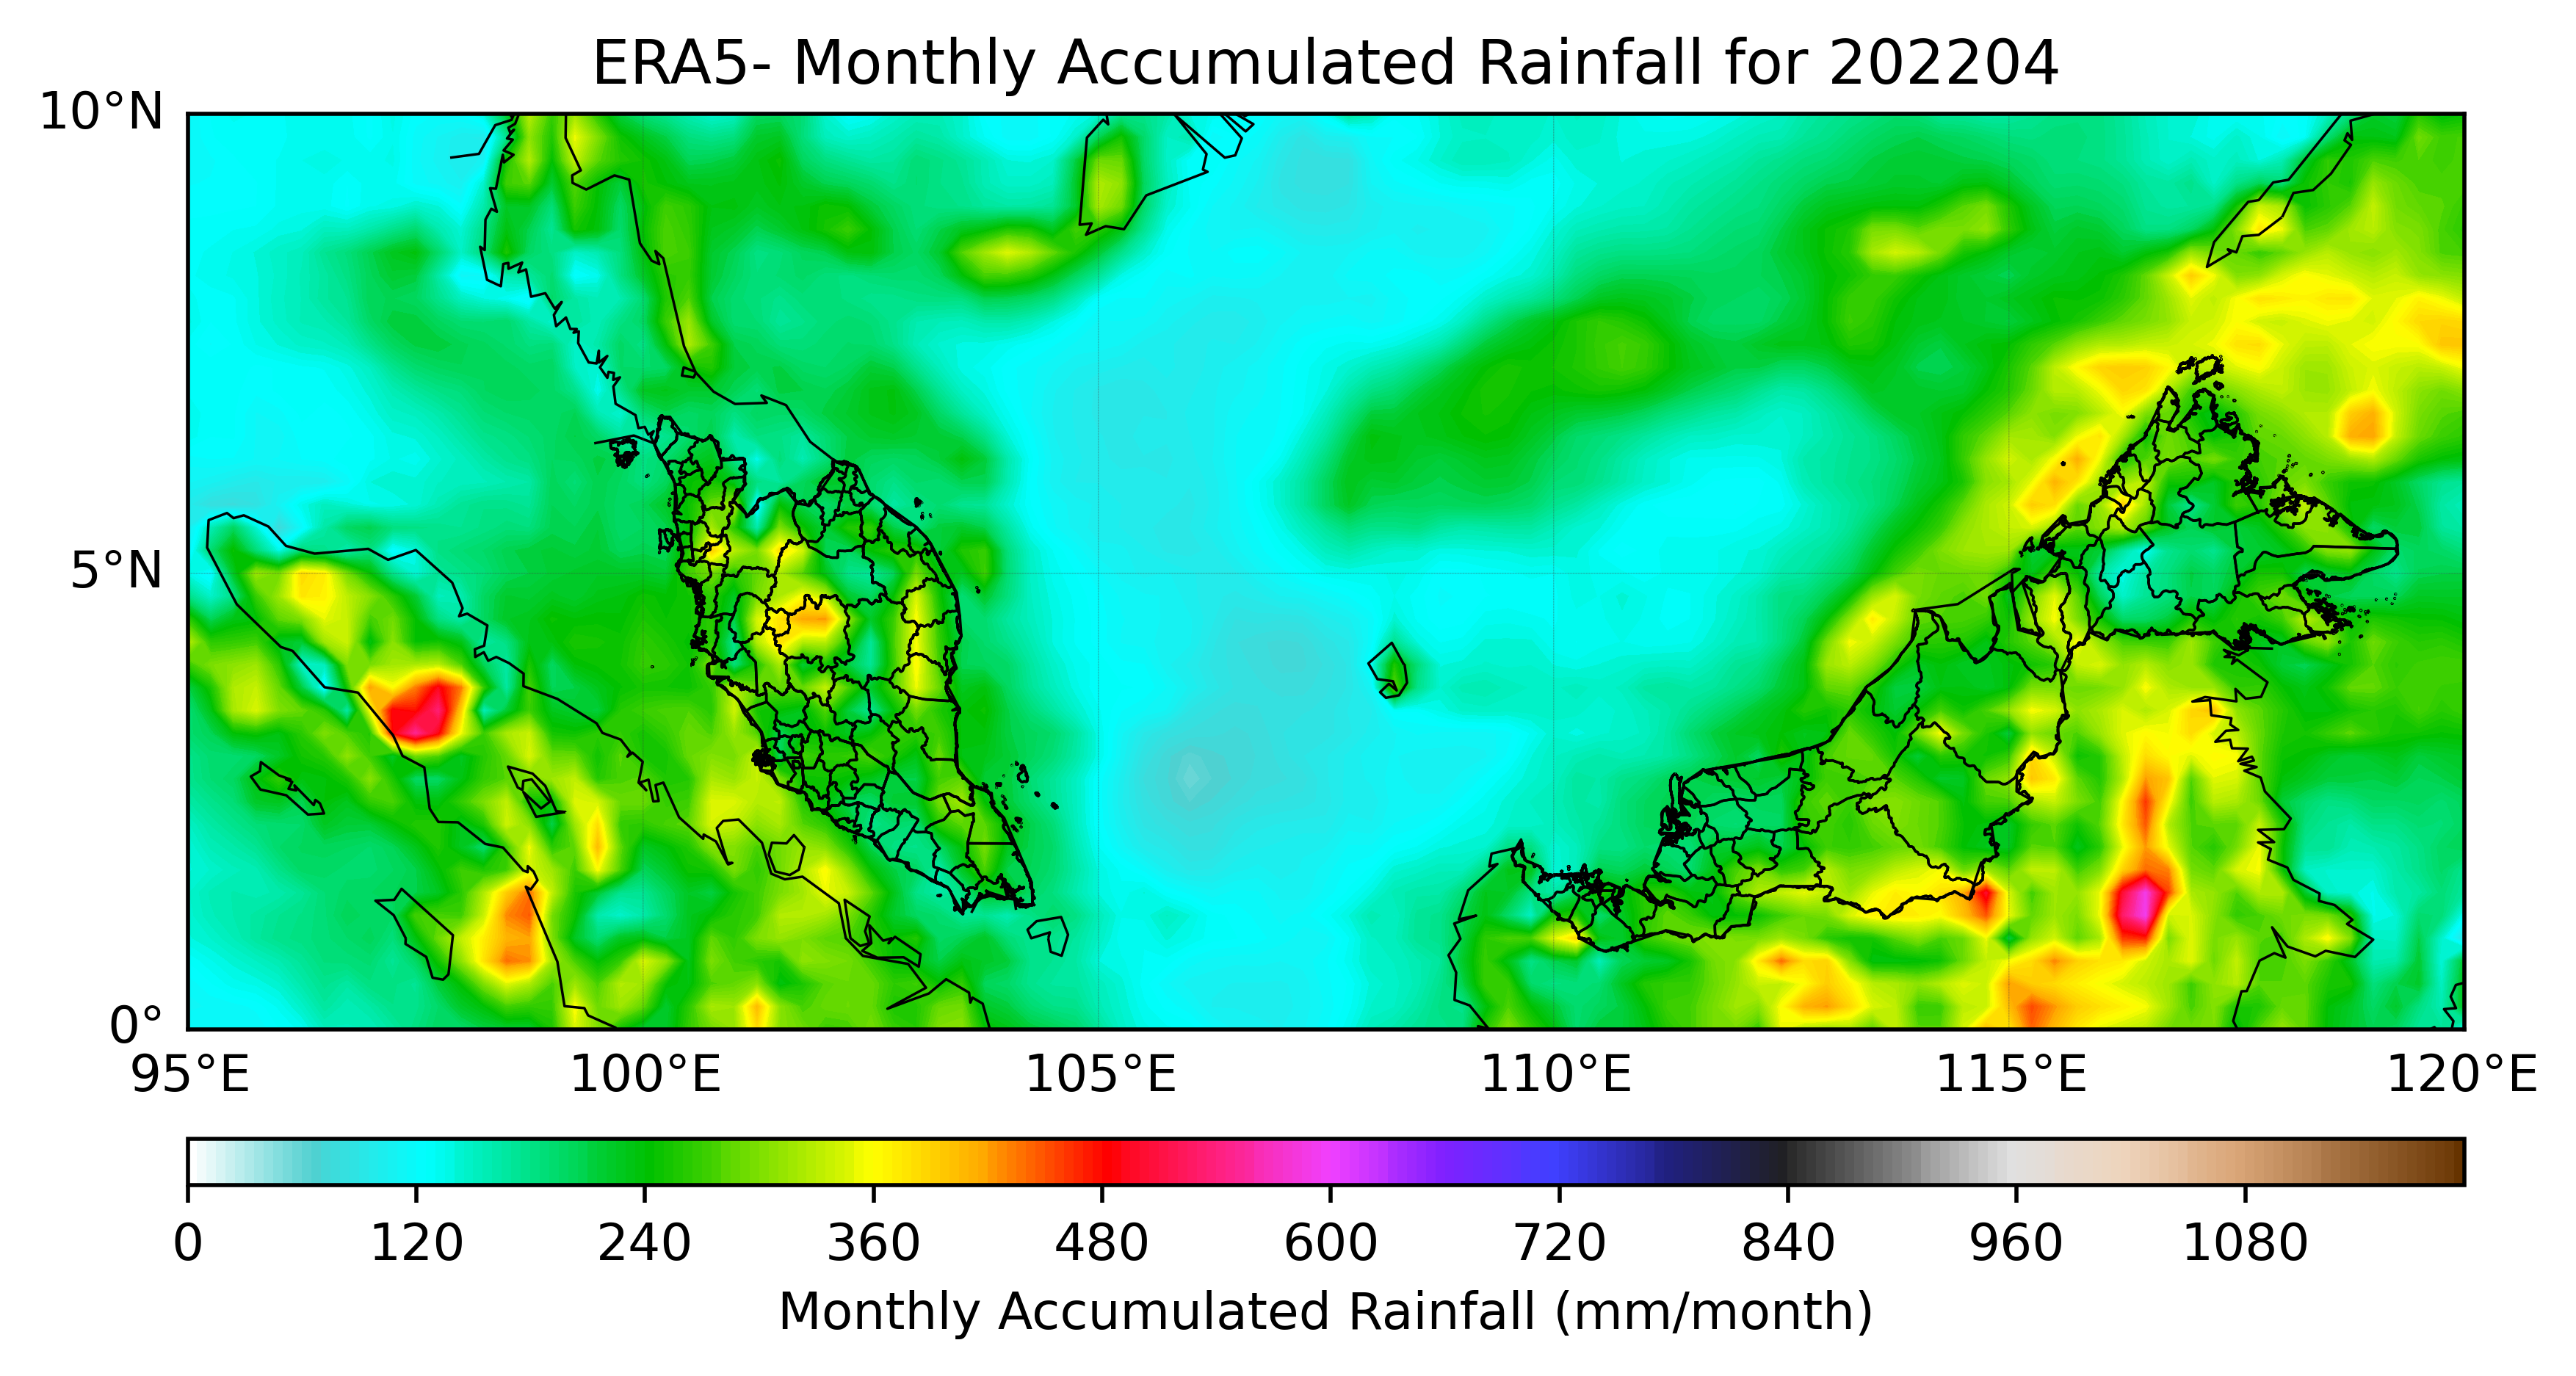 ERA5- Monthly Accumulated Rainfall for 202204
10°N
5°N
0°
95°E 100°E 105°E 110°E 115°E 120°E
0 120 240 360 480 600 720 840 960 1080
Monthly Accumulated Rainfall (mm/month)